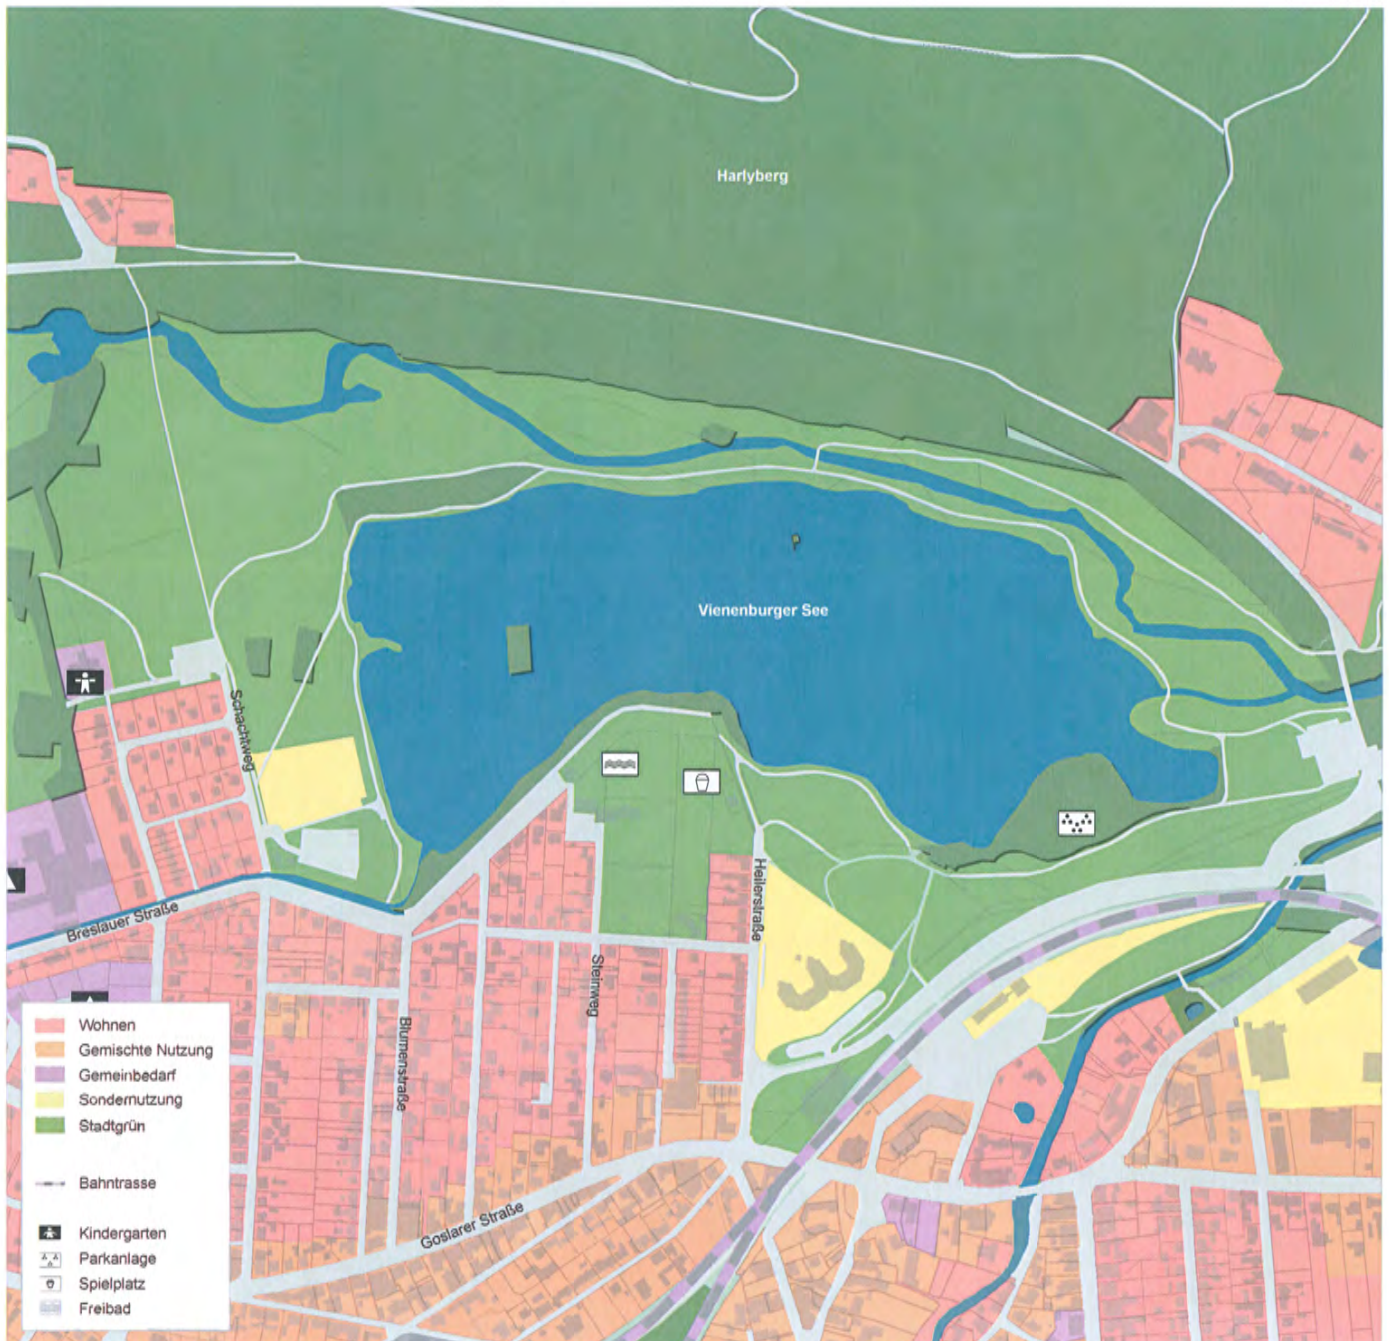 Harlyberg
Vienenburger See
Schachtweg
Breslauer Straße
Heilerstraße
Steinweg
Blumenstraße
Goslarer Straße
Wohnen
Gemischte Nutzung
Gemeinbedarf
Sondernutzung
Stadtgrün
Bahntrasse
Kindergarten
Parkanlage
Spielplatz
Freibad